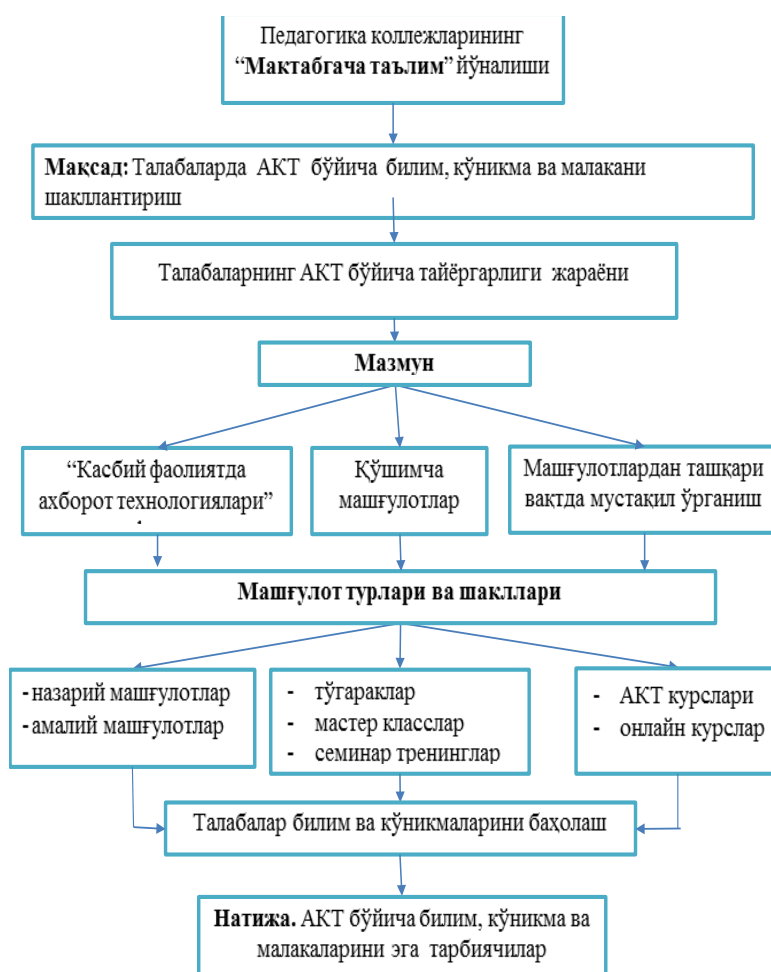 Педагогика коллежларининг
“Мактабгача таълим” йўналиши
Мақсад: Талабаларда АКТ бўйича билим, кўникма ва малакани
шакллантириш
Талабаларнинг АКТ бўйича тайёргарлиги жараёни
Мазмун
“Касбий фаолиятда
ахборот технологиялари”
Қўшимча
машғулотлар
Машғулотлардан ташқари
вақтда мустақил ўрганиш
Машғулот турлари ва шакллари
- назарий машғулотлар
- амалий машғулотлар
- тўгараклар
- мастер класслар
- семинар тренинглар
- АКТ курслари
- онлайн курслар
Талабалар билим ва кўникмаларини баҳолаш
Натижа. АКТ бўйича билим, кўникма ва
малакаларини эга тарбиячилар